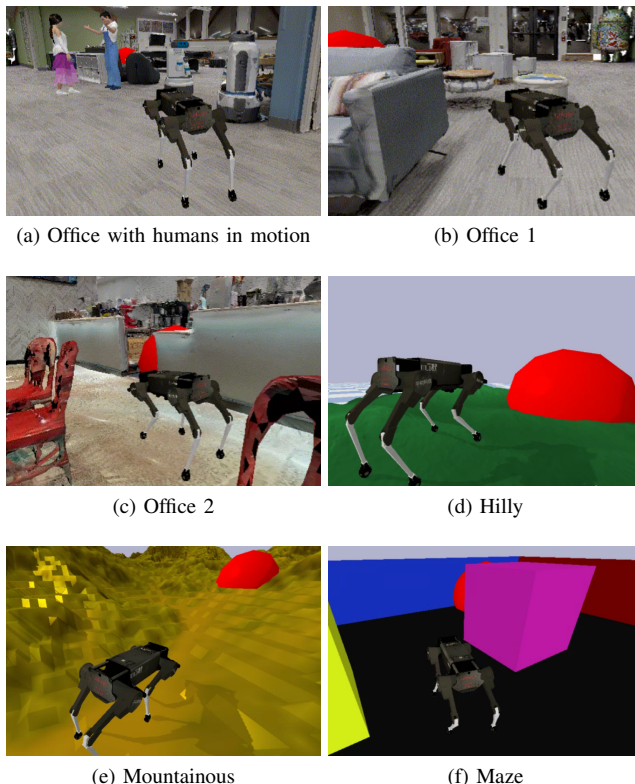 (a) Office with humans in motion
(b) Office 1
(c) Office 2
(d) Hilly
(e) Mountainous
(f) Maze